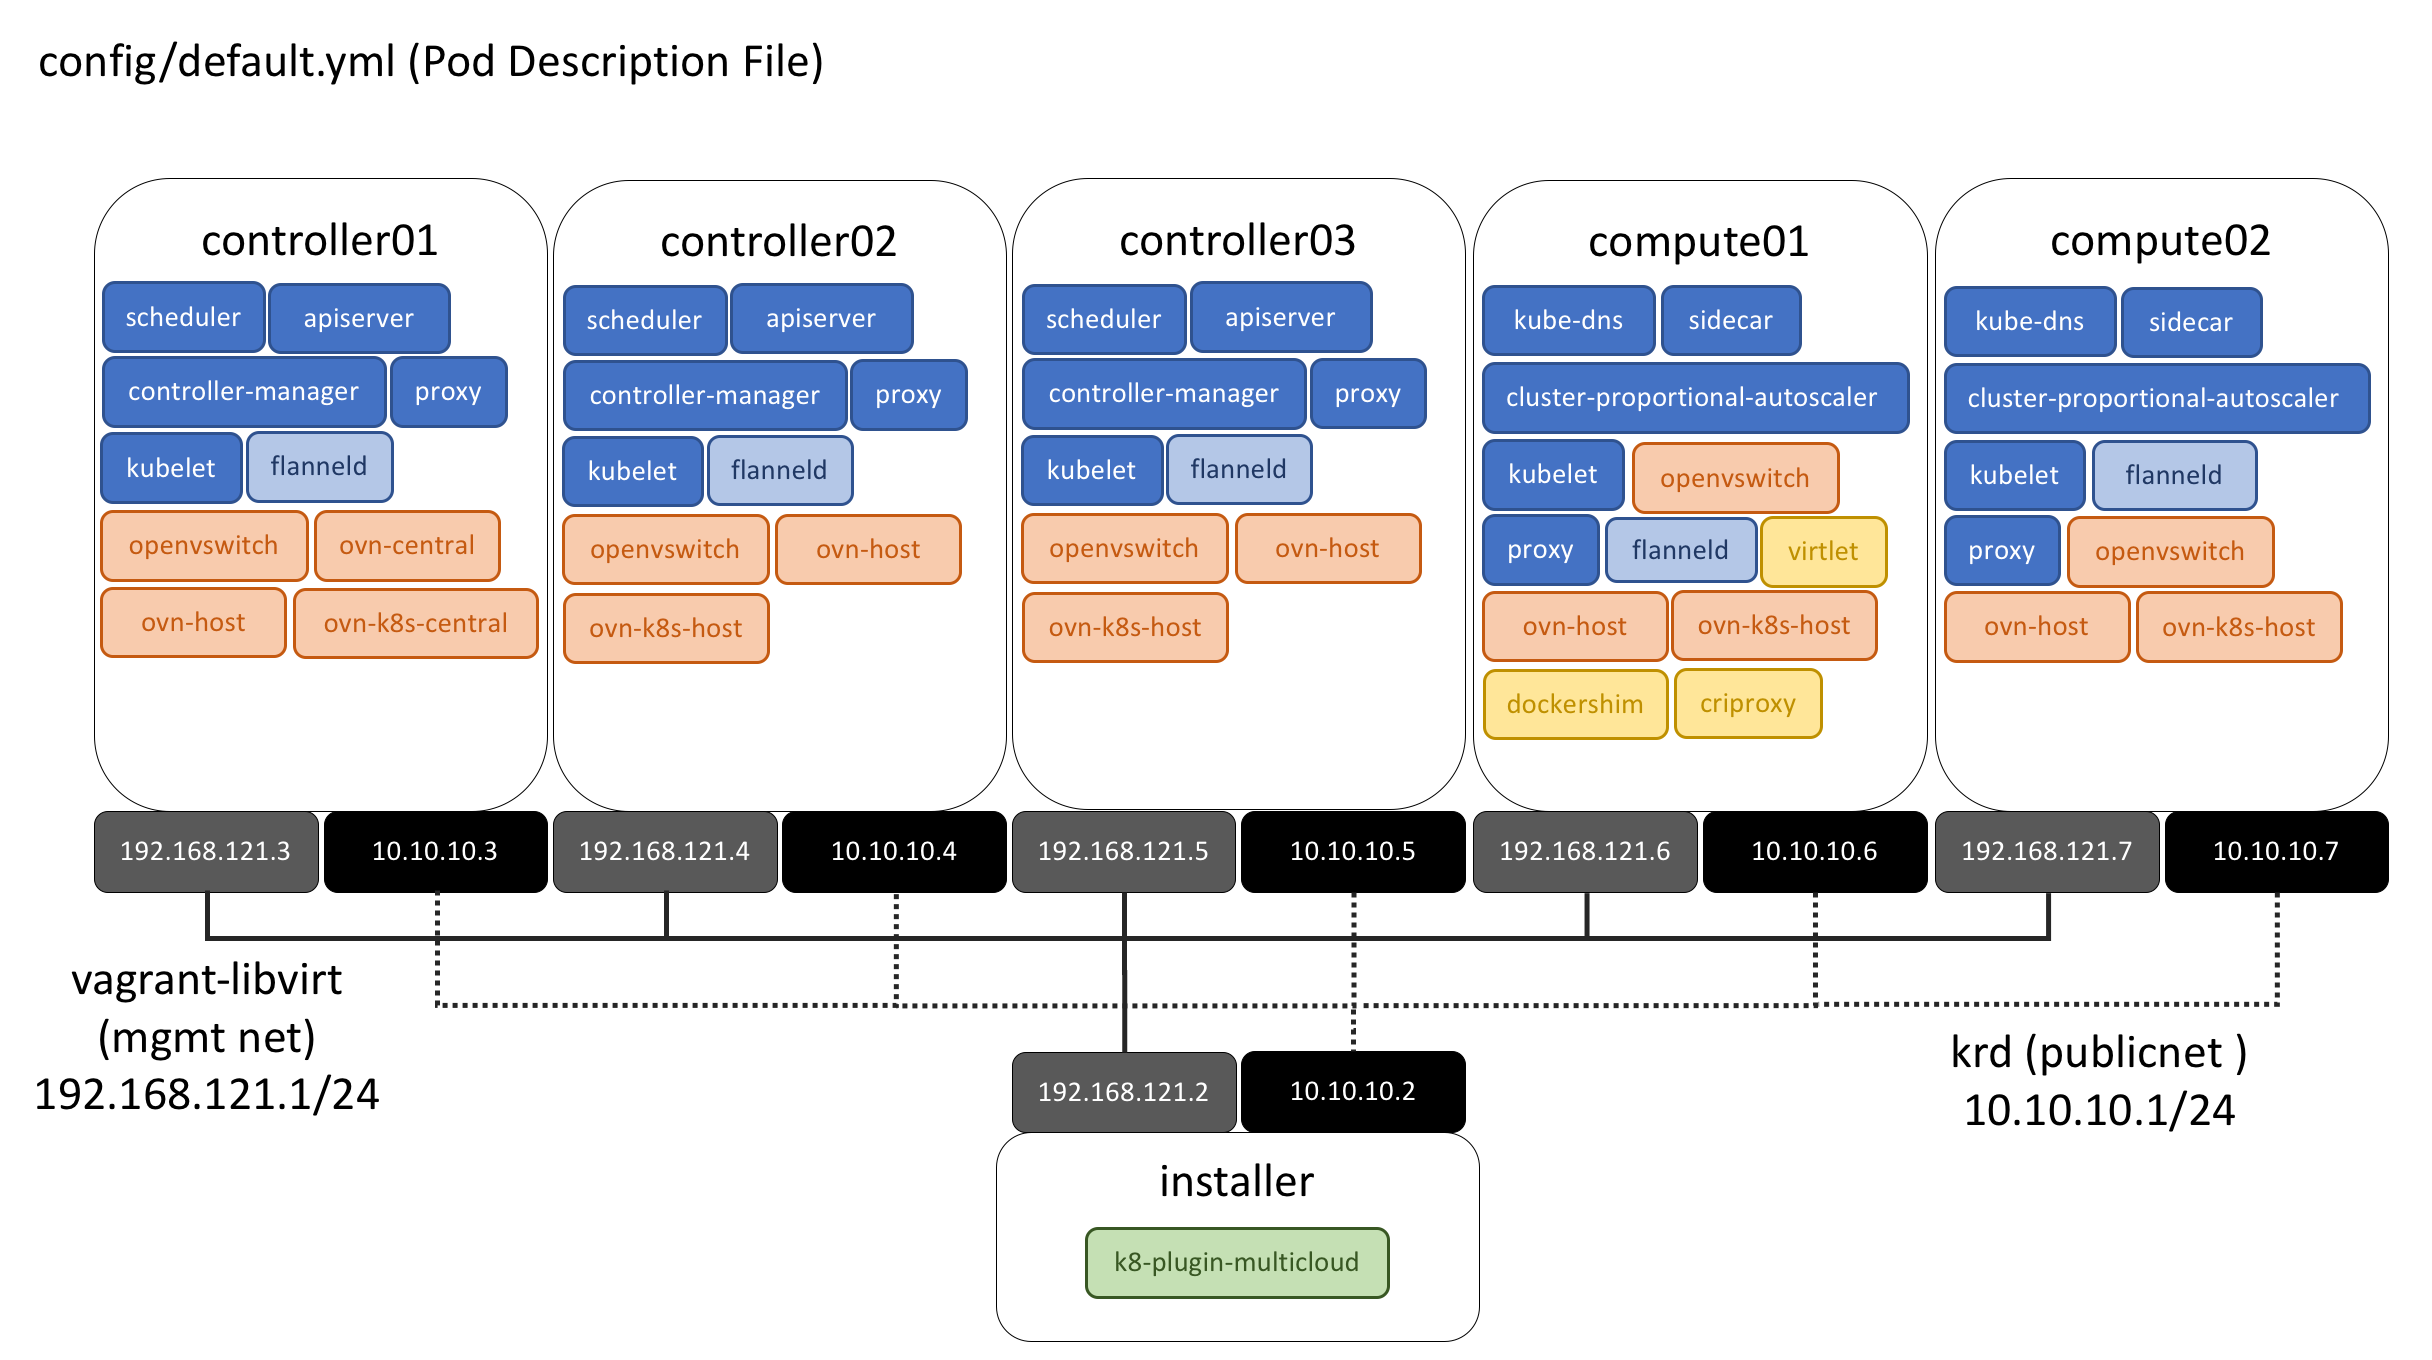 config/default.yml (Pod Description File)
controller01
scheduler
apiserver
controller-manager
proxy
kubelet
flanneld
openvswitch
ovn-central
ovn-host
ovn-k8s-central
192.168.121.3
10.10.10.3
controller02
scheduler
apiserver
controller-manager
proxy
kubelet
flanneld
openvswitch
ovn-host
ovn-k8s-host
192.168.121.4
10.10.10.4
controller03
scheduler
apiserver
controller-manager
proxy
kubelet
flanneld
openvswitch
ovn-host
ovn-k8s-host
192.168.121.5
10.10.10.5
compute01
kube-dns
sidecar
cluster-proportional-autoscaler
kubelet
openvswitch
proxy
flanneld
virtlet
ovn-host
ovn-k8s-host
dockershim
criproxy
192.168.121.6
10.10.10.6
compute02
kube-dns
sidecar
cluster-proportional-autoscaler
kubelet
flanneld
proxy
openvswitch
ovn-host
ovn-k8s-host
192.168.121.7
10.10.10.7
vagrant-libvirt
(mgmt net)
192.168.121.1/24
krd (publicnet )
10.10.10.1/24
192.168.121.2
10.10.10.2
installer
k8-plugin-multicloud